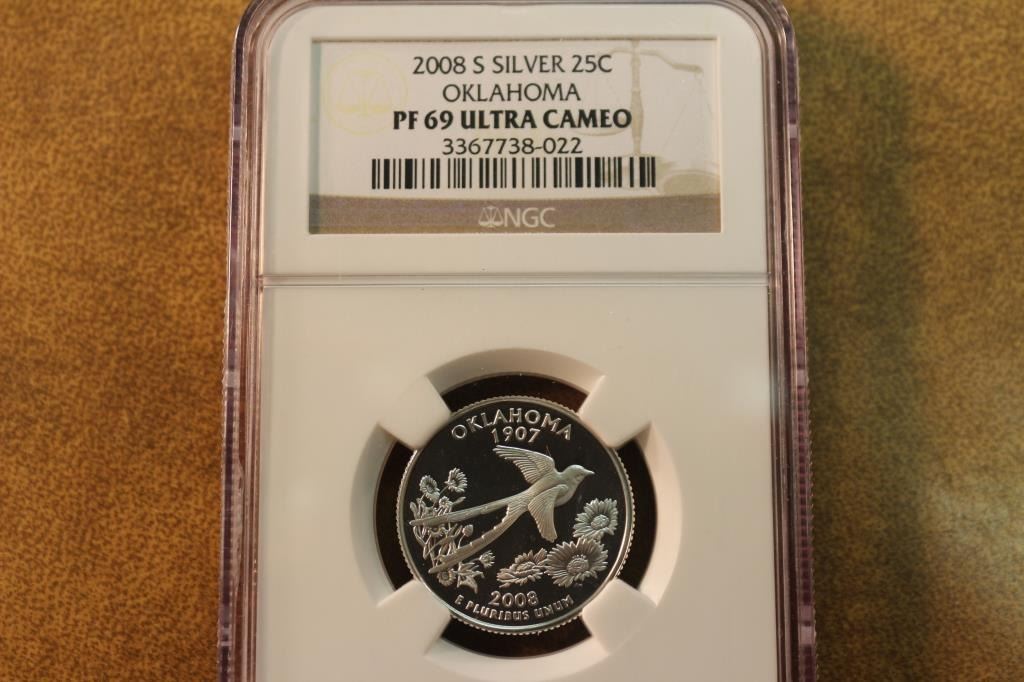 2008 S SILVER 25C
OKLAHOMA
PF 69 ULTRA CAMEO
3367738-022
NGC
OKLAHOMA
1907
2008
E PLURIBUS UNUM